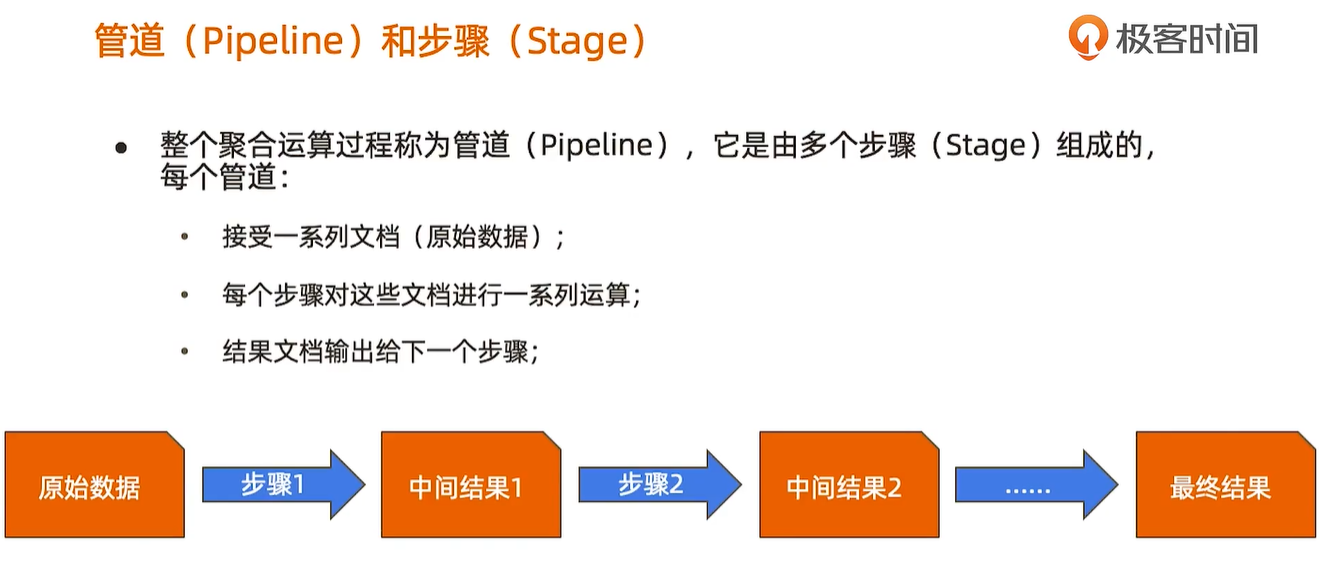 管道（Pipeline）和步骤（Stage）
极客时间
整个聚合运算过程称为管道（Pipeline），它是由多个步骤（Stage）组成的，
每个管道：
接受一系列文档（原始数据）；
每个步骤对这些文档进行一系列运算；
结果文档输出给下一个步骤；
原始数据
步骤1
中间结果1
步骤2
中间结果2
……
最终结果